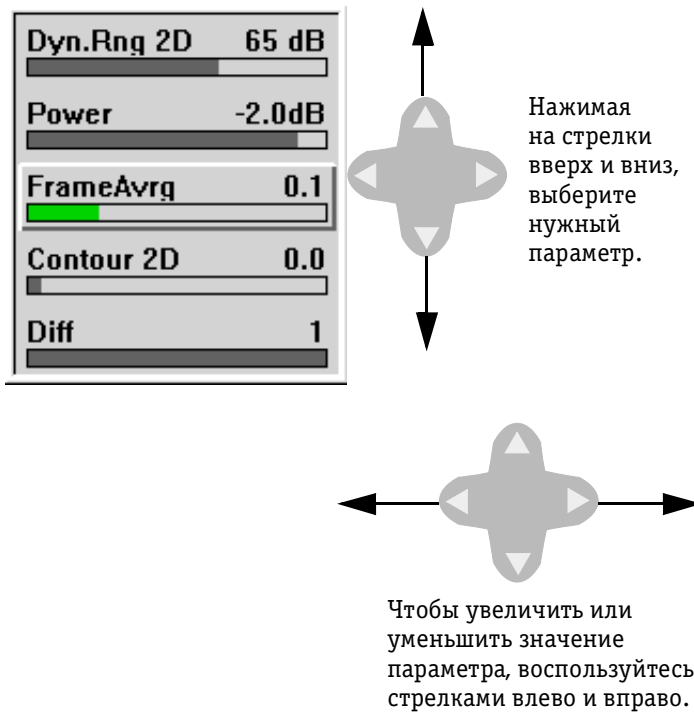 Dyn.Rng 2D 65 dB
Power -2.0dB
FrameAvrg 0.1
Contour 2D 0.0
Diff 1
Нажимая
на стрелки
вверх и вниз,
выберите
нужный
параметр.
Чтобы увеличить или
уменьшить значение
параметра, воспользуйтесь
стрелками влево и вправо.